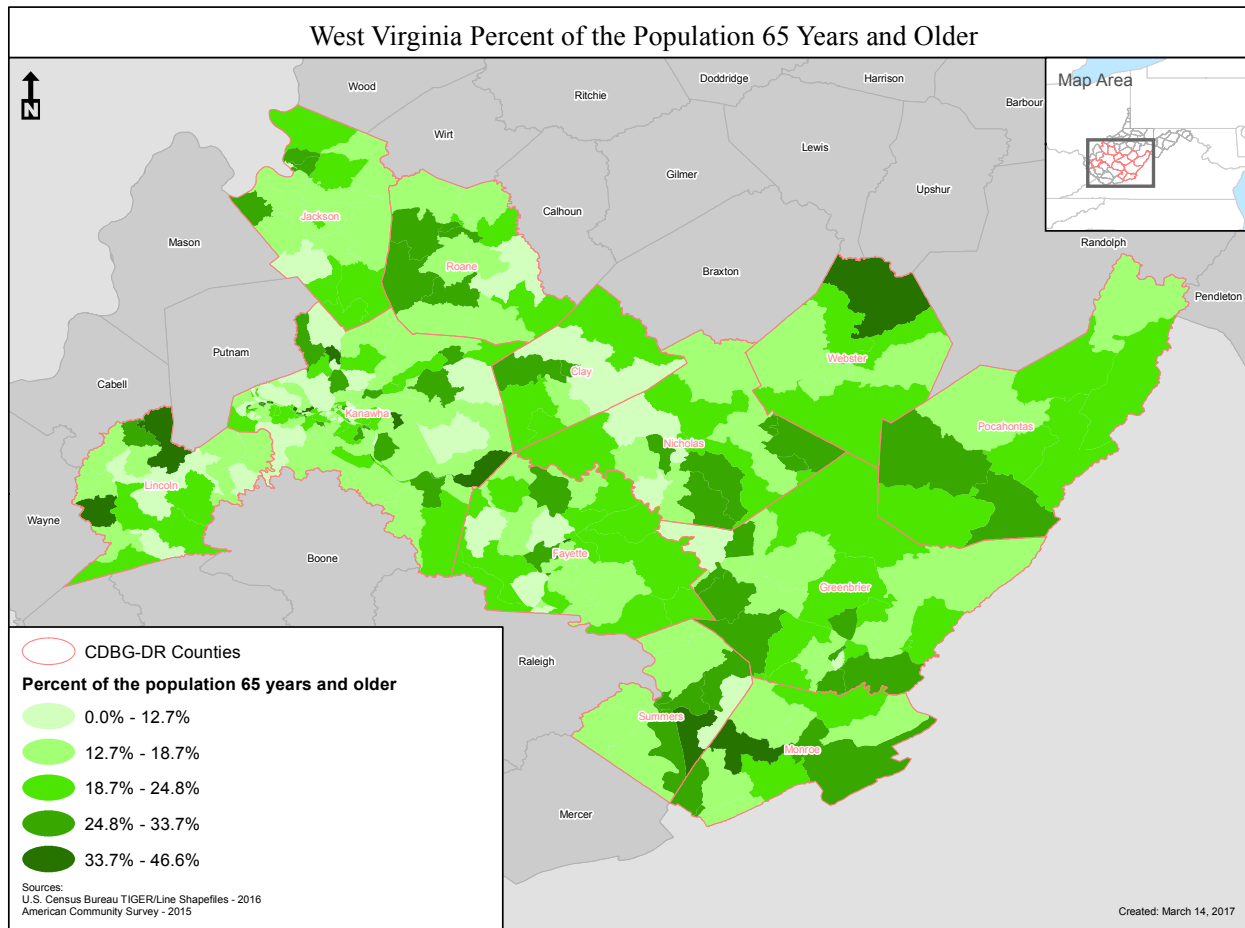 West Virginia Percent of the Population 65 Years and Older
N
Map Area
Wood
Ritchie
Doddridge
Harrison
Barbour
Wirt
Lewis
Gilmer
Upshur
Calhoun
Mason
Jackson
Randolph
Roane
Braxton
Pendleton
Putnam
Webster
Clay
Cabell
Kanawha
Pocahontas
Nicholas
Lincoln
Wayne
Boone
Fayette
Greenbrier
Raleigh
Summers
Monroe
Mercer
CDBG-DR Counties
Percent of the population 65 years and older
0.0% - 12.7%
12.7% - 18.7%
18.7% - 24.8%
24.8% - 33.7%
33.7% - 46.6%
Sources:
U.S. Census Bureau TIGER/Line Shapefiles - 2016
American Community Survey - 2015
Created: March 14, 2017